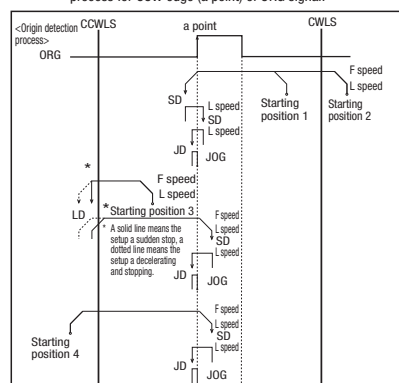 process for CCW edge (a point) of ORG signal.
<Origin detection process>
CCWLS
a point
CWLS
ORG
F speed
L speed
SD
L speed
SD
L speed
Starting position 1
Starting position 2
JD
JOG
*
F speed
L speed
LD
*
Starting position 3
F speed
L speed
SD
* A solid line means the
setup a sudden stop, a
dotted line means the
setup a decelerating
and stopping.
L speed
JD
JOG
F speed
L speed
SD
Starting
position 4
L speed
JD
JOG